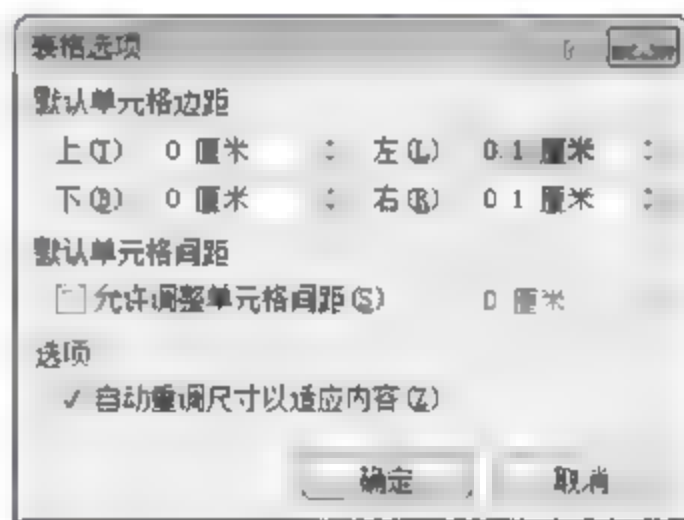 表格选项
默认单元格边距
上(T) 0 厘米 左(L) 0.1 厘米
下(B) 0 厘米 右(R) 0.1 厘米
默认单元格间距
允许调整单元格间距(S) 0 厘米
选项
✓ 自动重调尺寸以适应内容(Z)
确定 取消